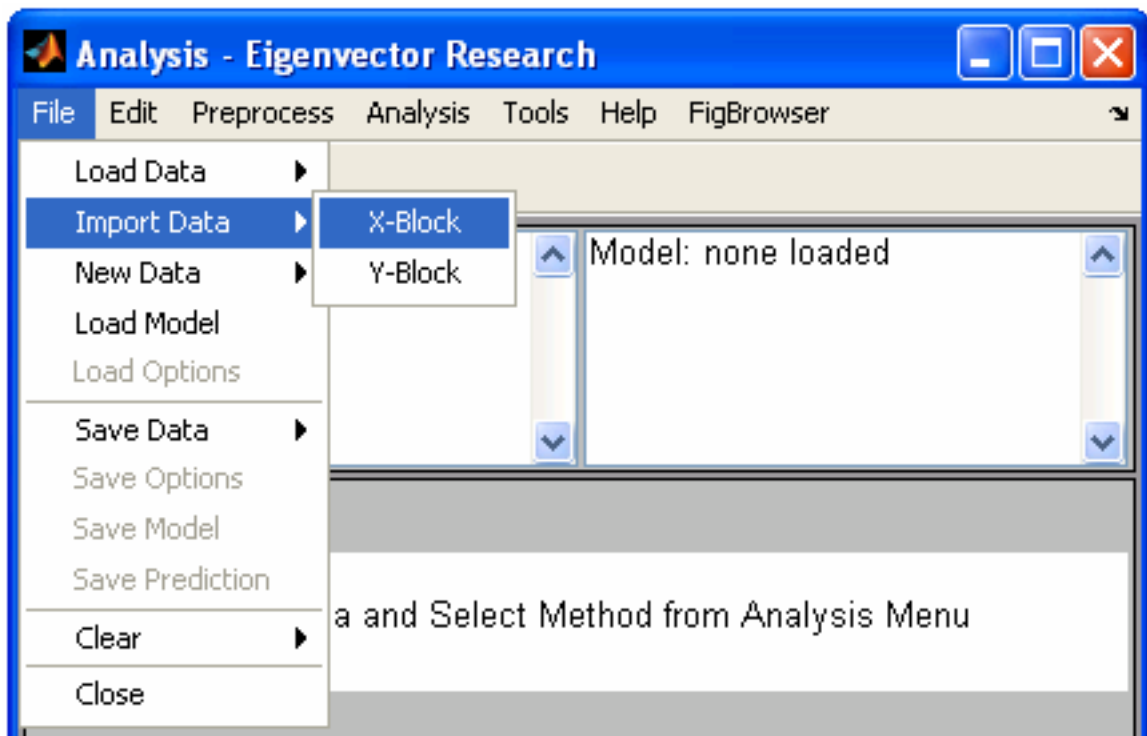 Analysis - Eigenvector Research
File Edit Preprocess Analysis Tools Help FigBrowser
Load Data
Import Data
X-Block
Y-Block
New Data
Load Model
Load Options
Save Data
Save Options
Save Model
Save Prediction
Clear
Close
Model: none loaded
a and Select Method from Analysis Menu